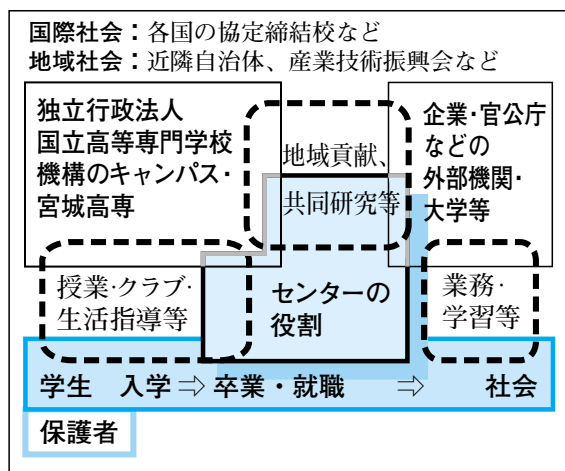 国際社会：各国の協定締結校など
地域社会：近隣自治体、産業技術振興会など
独立行政法人
国立高等専門学校
機構のキャンパス・
宮城高専
地域貢献、
共同研究等
企業・官公庁
などの
外部機関・
大学等
授業・クラブ・
生活指導等
センターの
役割
業務・
学習等
学生　入学⇨卒業・就職　⇨　社会
保護者